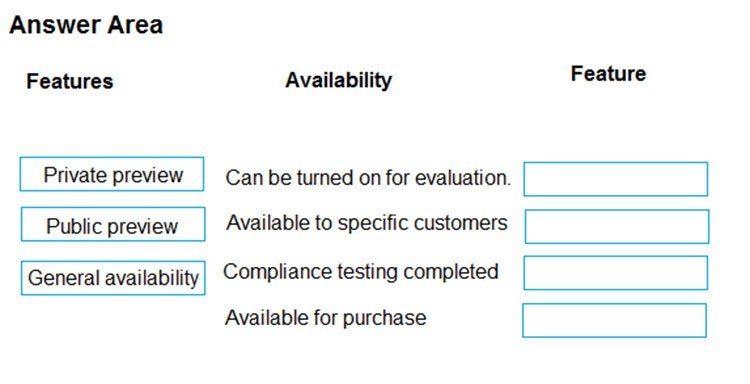 Answer Area
Features Availability Feature
Private preview Can be turned on for evaluation.
Public preview Available to specific customers
General availability Compliance testing completed
Available for purchase